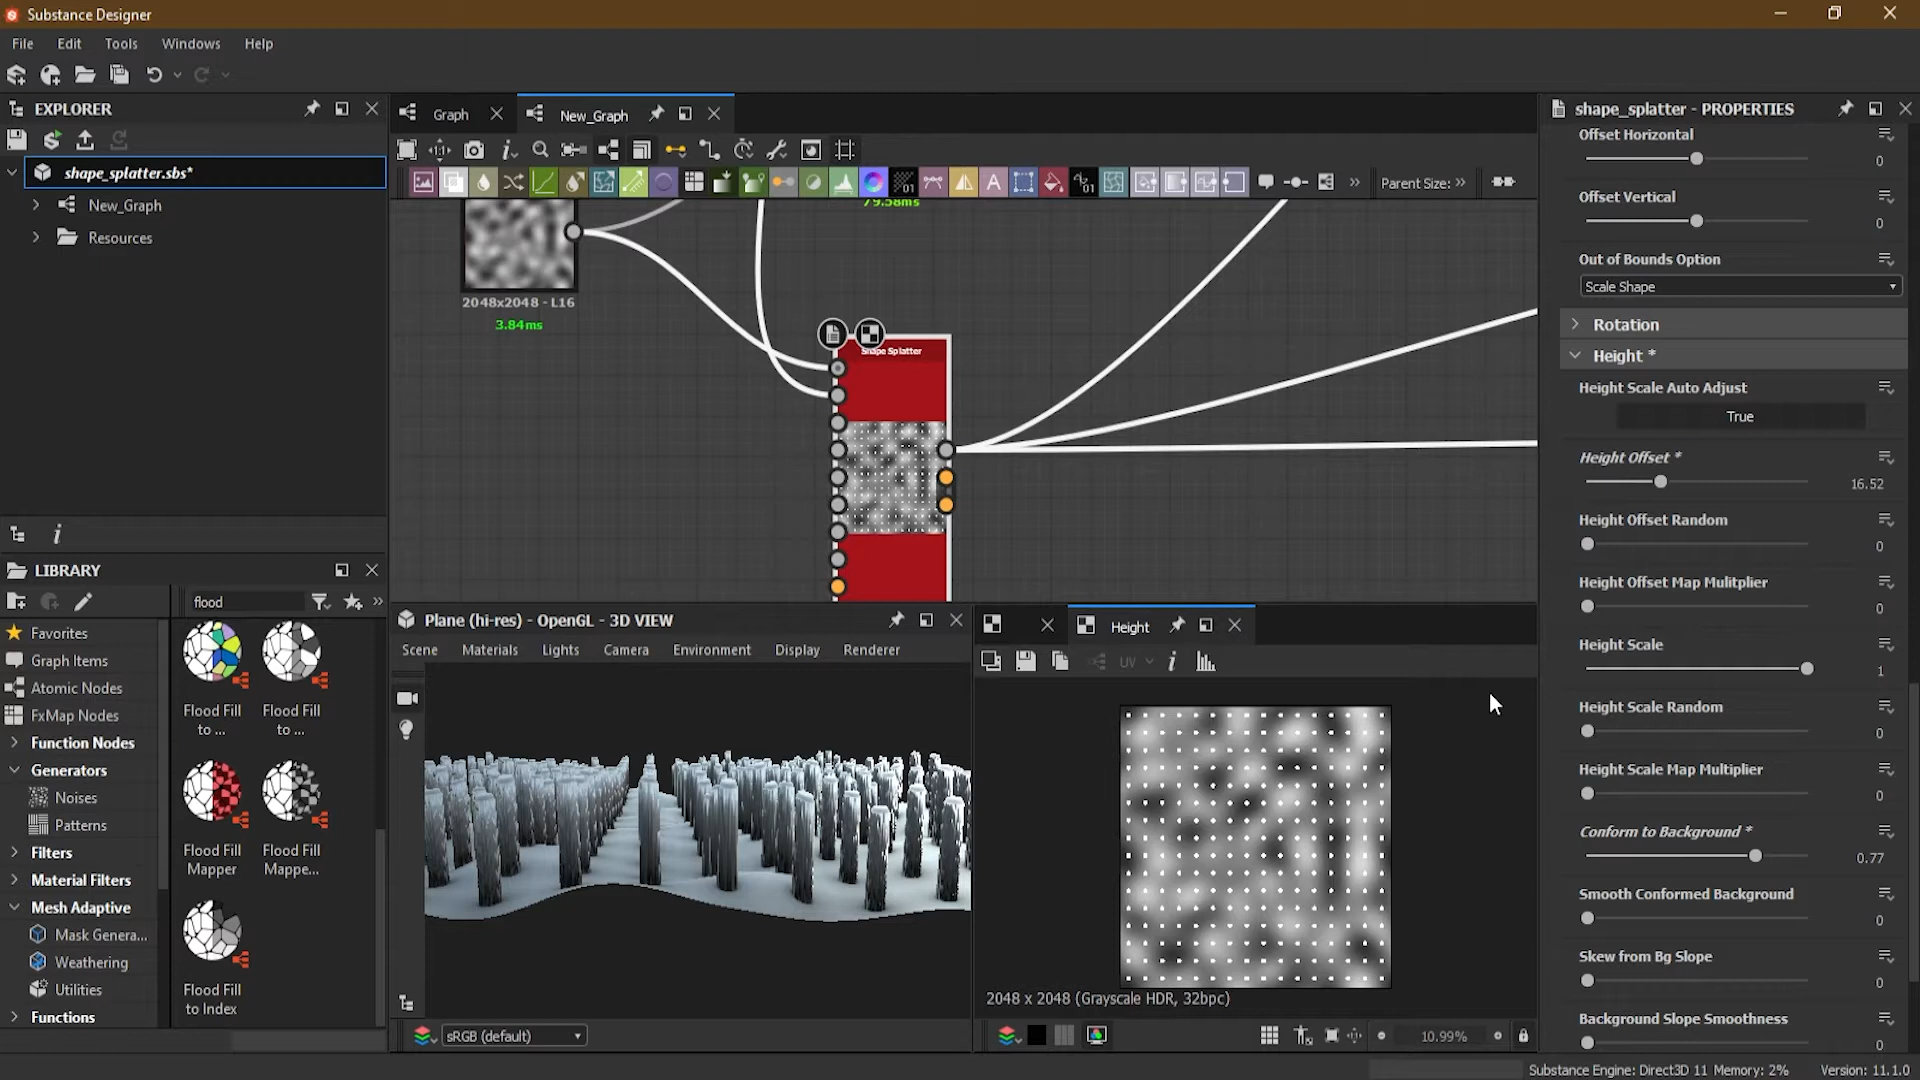 Substance Designer
File Edit Tools Windows Help
EXPLORER
shape_splatter.sbs*
New_Graph
Resources
LIBRARY
flood
Favorites
Graph Items
Atomic Nodes
FxMap Nodes
Function Nodes
Generators
Noises
Patterns
Filters
Material Filters
Mesh Adaptive
Mask Genera...
Weathering
Utilities
Functions
Flood Fill to ...
Flood Fill to ...
Flood Fill Mapper
Flood Fill Mappe...
Flood Fill to Index
Graph New_Graph
Parent Size:
79.58ms
2048x2048 - L16
3.84ms
Shape Splatter
Plane (hi-res) - OpenGL - 3D VIEW
Scene Materials Lights Camera Environment Display Renderer
sRGB (default)
Height
UV
2048 x 2048 (Grayscale HDR, 32bpc)
10.99%
shape_splatter - PROPERTIES
Offset Horizontal
0
Offset Vertical
0
Out of Bounds Option
Scale Shape
Rotation
Height *
Height Scale Auto Adjust
True
Height Offset *
16.52
Height Offset Random
0
Height Offset Map Mulitplier
0
Height Scale
1
Height Scale Random
0
Height Scale Map Multiplier
0
Conform to Background *
0.77
Smooth Conformed Background
0
Skew from Bg Slope
0
Background Slope Smoothness
0
Substance Engine: Direct3D 11 Memory: 2% Version: 11.1.0